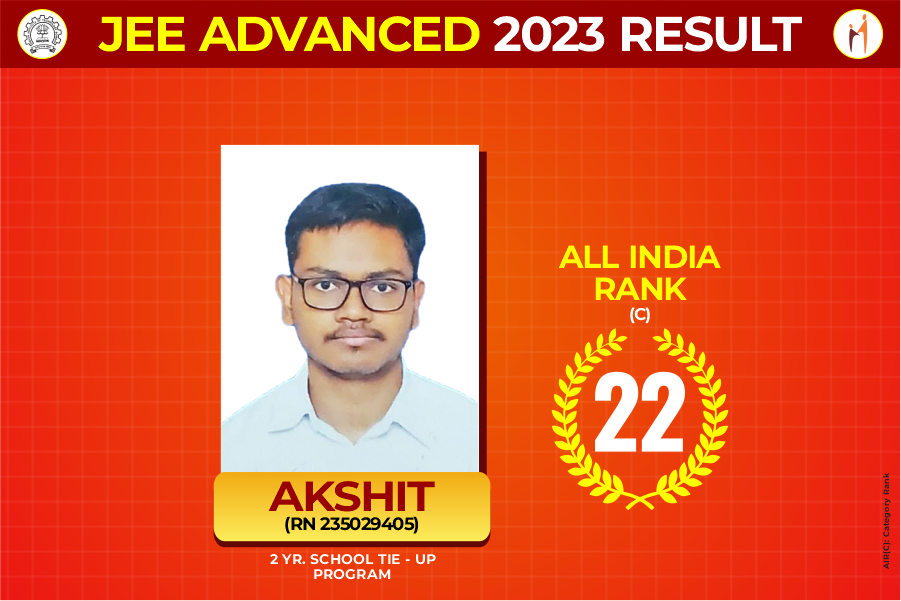 JEE ADVANCED 2023 RESULT
ALL INDIA
RANK
(C)
22
AKSHIT
(RN 235029405)
2 YR. SCHOOL TIE - UP
PROGRAM
AIR(C): Category Rank